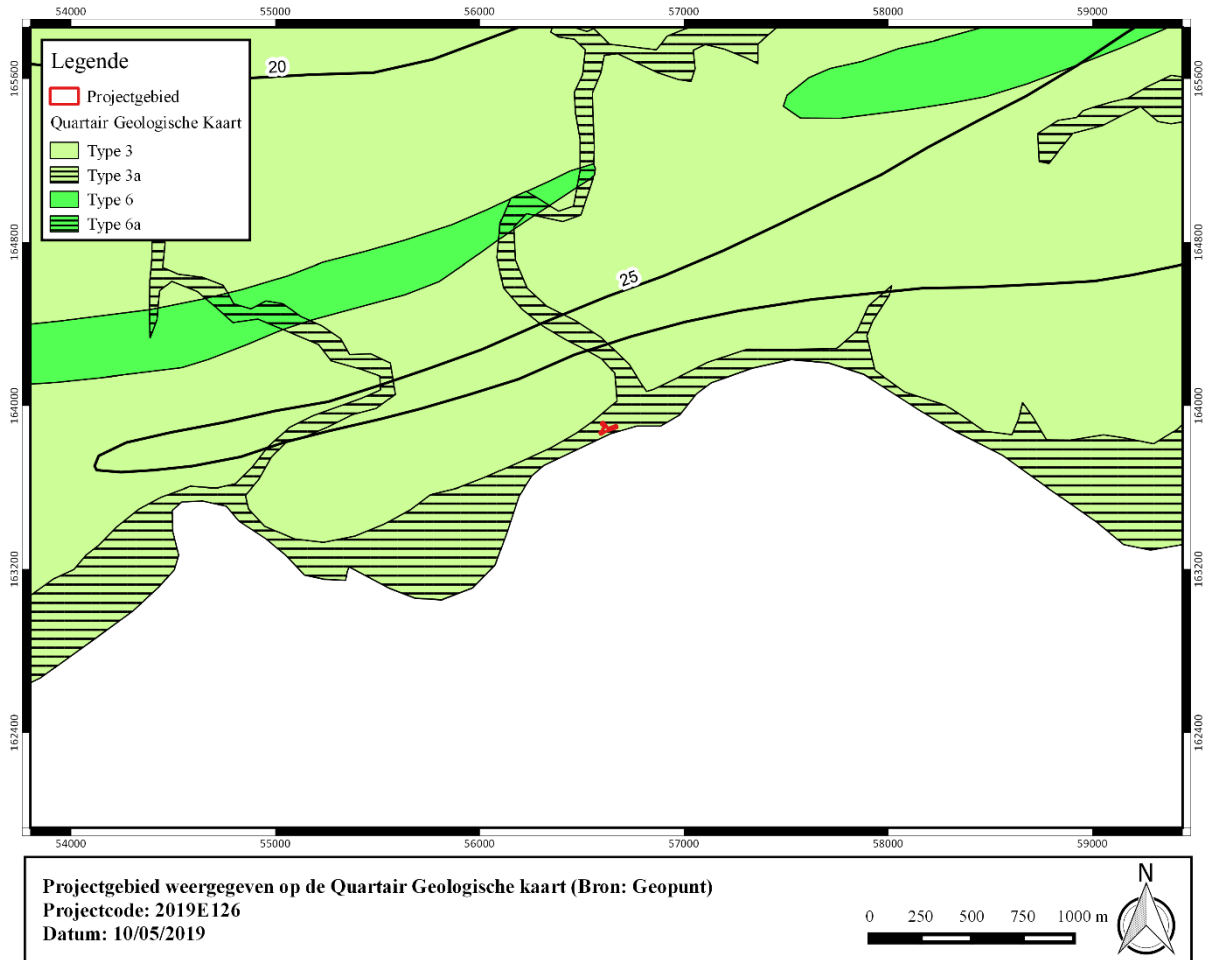 54000 55000 56000 57000 58000 59000
Legende
Projectgebied
Quartair Geologische Kaart
Type 3
Type 3a
Type 6
Type 6a
20
25
165600
164800
164000
163200
162400
165600
164800
164000
163200
162400
54000 55000 56000 57000 58000 59000
Projectgebied weergegeven op de Quartair Geologische kaart (Bron: Geopunt)
Projectcode: 2019E126
Datum: 10/05/2019
0 250 500 750 1000 m
N